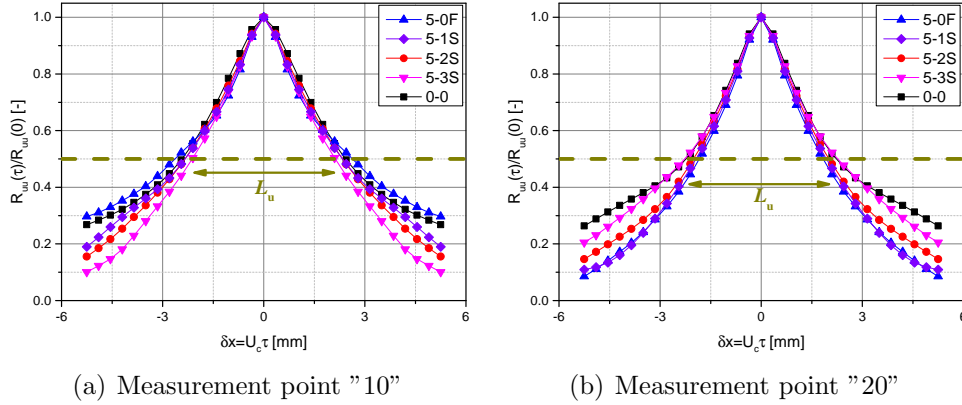 1.0
0.8
0.6
0.4
0.2
0.0
R_uu(τ)/R_uu(0) [-]
5-0F
5-1S
5-2S
5-3S
0-0
L_u
-6 -3 0 3 6
δx=U_cτ [mm]
(a) Measurement point "10"
1.0
0.8
0.6
0.4
0.2
0.0
R_uu(τ)/R_uu(0) [-]
5-0F
5-1S
5-2S
5-3S
0-0
L_u
-6 -3 0 3 6
δx=U_cτ [mm]
(b) Measurement point "20"